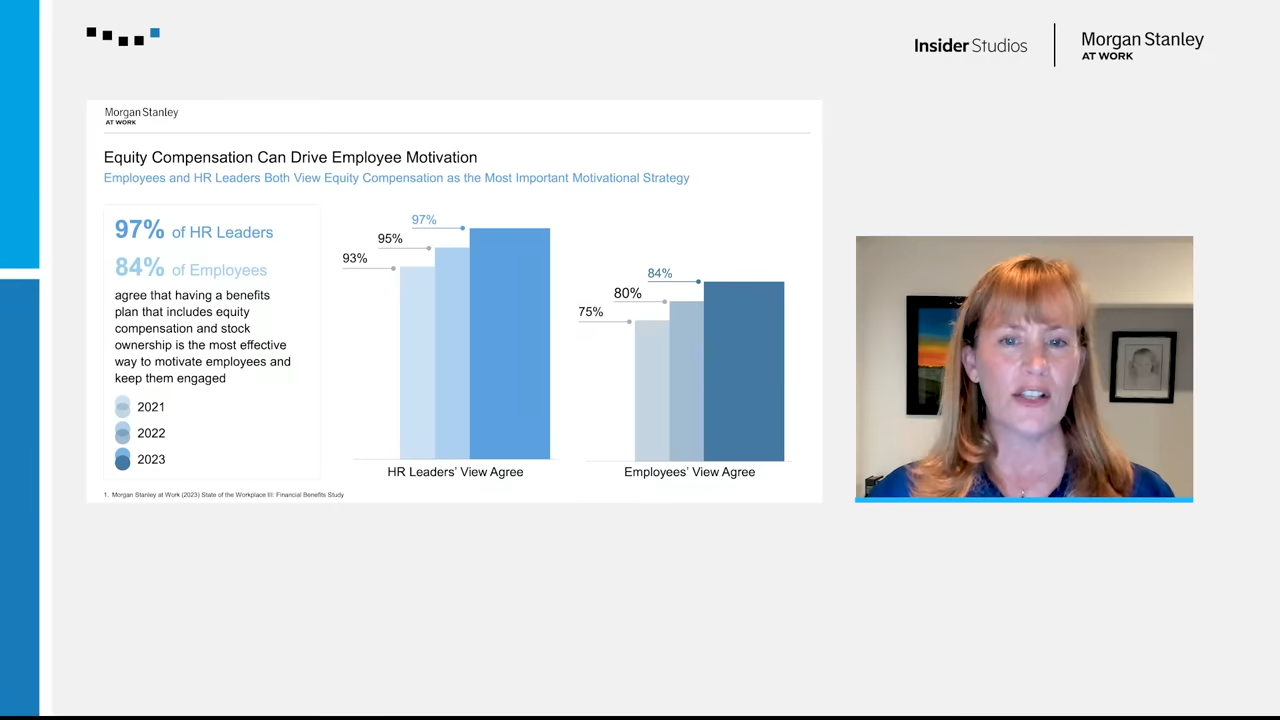 Insider Studios
Morgan Stanley
AT WORK
Morgan Stanley
AT WORK
Equity Compensation Can Drive Employee Motivation
Employees and HR Leaders Both View Equity Compensation as the Most Important Motivational Strategy
97% of HR Leaders
84% of Employees
agree that having a benefits
plan that includes equity
compensation and stock
ownership is the most effective
way to motivate employees and
keep them engaged
2021
2022
2023
93%
95%
97%
HR Leaders' View Agree
75%
80%
84%
Employees' View Agree
1. Morgan Stanley at Work (2023) State of the Workplace III: Financial Benefits Study